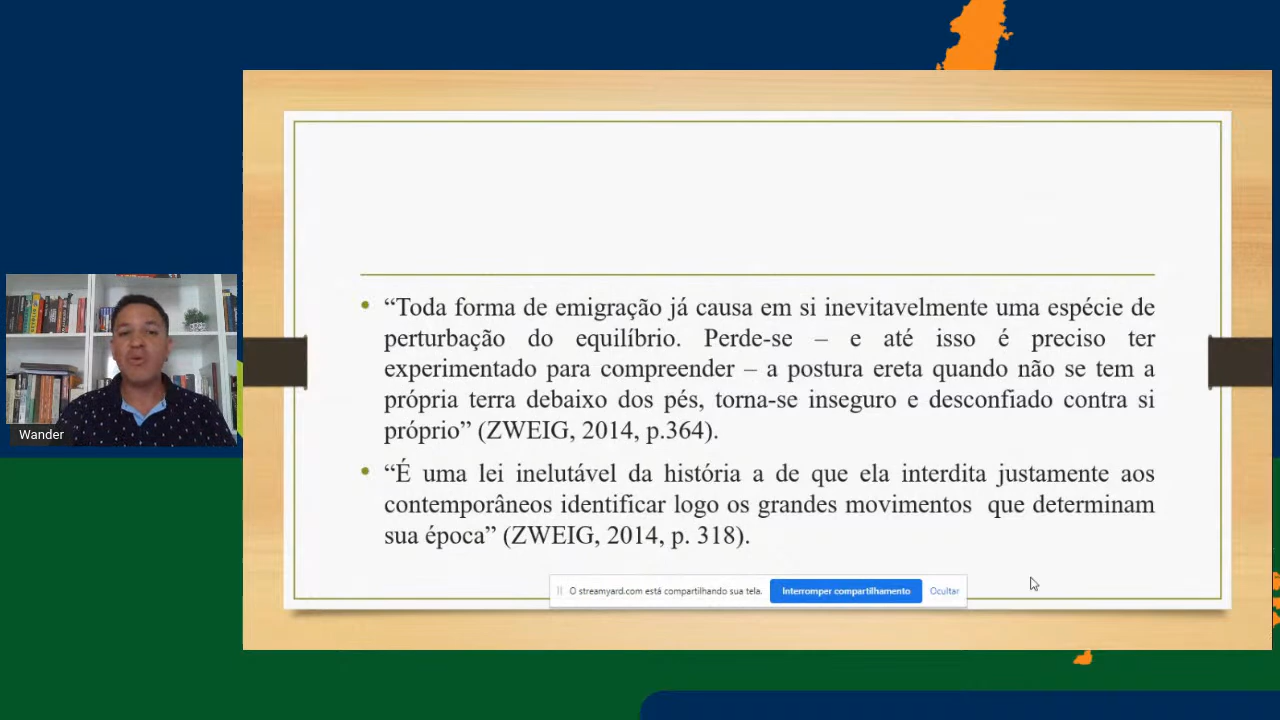 “Toda forma de emigração já causa em si inevitavelmente uma espécie de
perturbação do equilíbrio. Perde-se – e até isso é preciso ter
experimentado para compreender – a postura ereta quando não se tem a
própria terra debaixo dos pés, torna-se inseguro e desconfiado contra si
próprio” (ZWEIG, 2014, p.364).
“É uma lei inelutável da história a de que ela interdita justamente aos
contemporâneos identificar logo os grandes movimentos que determinam
sua época” (ZWEIG, 2014, p. 318).
Wander
O streamyard.com está compartilhando sua tela.
Interromper compartilhamento
Ocultar